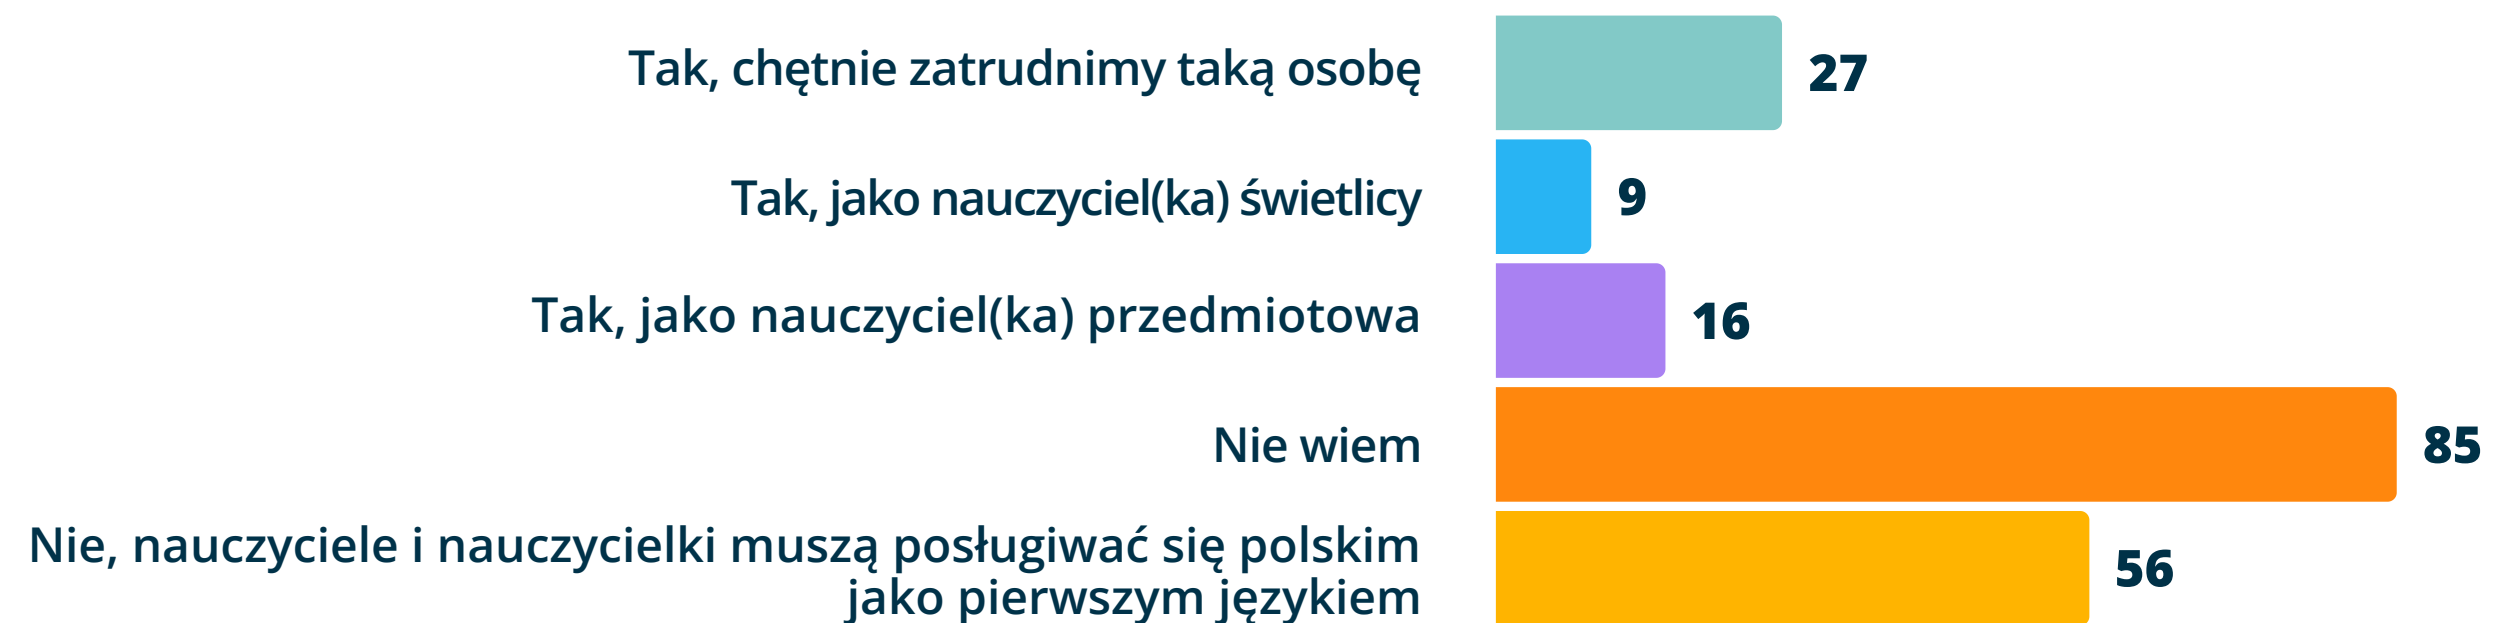 Tak, chętnie zatrudnimy taką osobę 27
Tak, jako nauczyciel(ka) świetlicy 9
Tak, jako nauczyciel(ka) przedmiotowa 16
Nie wiem 85
Nie, nauczyciele i nauczycielki muszą posługiwać się polskim
jako pierwszym językiem 56